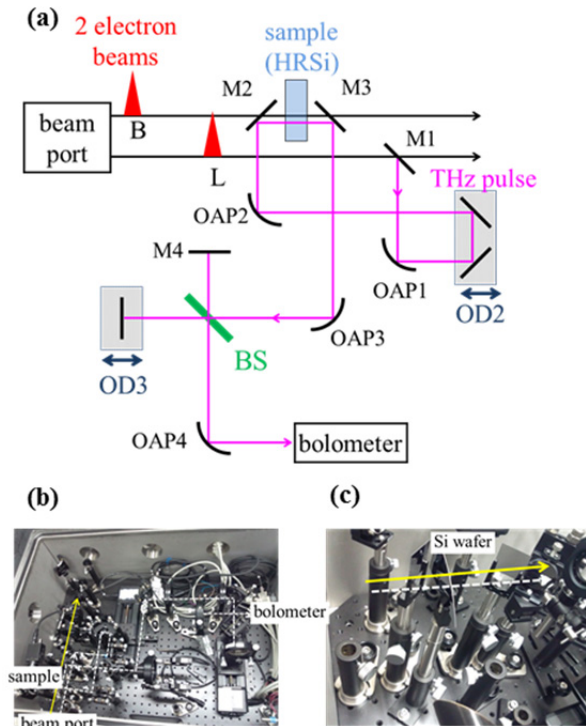 (a)
2 electron
beams
sample
(HRSi)
M2
M3
beam
port
B
L
M1
THz pulse
OAP2
M4
OAP1
OD2
OAP3
BS
OD3
OAP4
bolometer
(b)
(c)
Si wafer
bolometer
sample
beam port